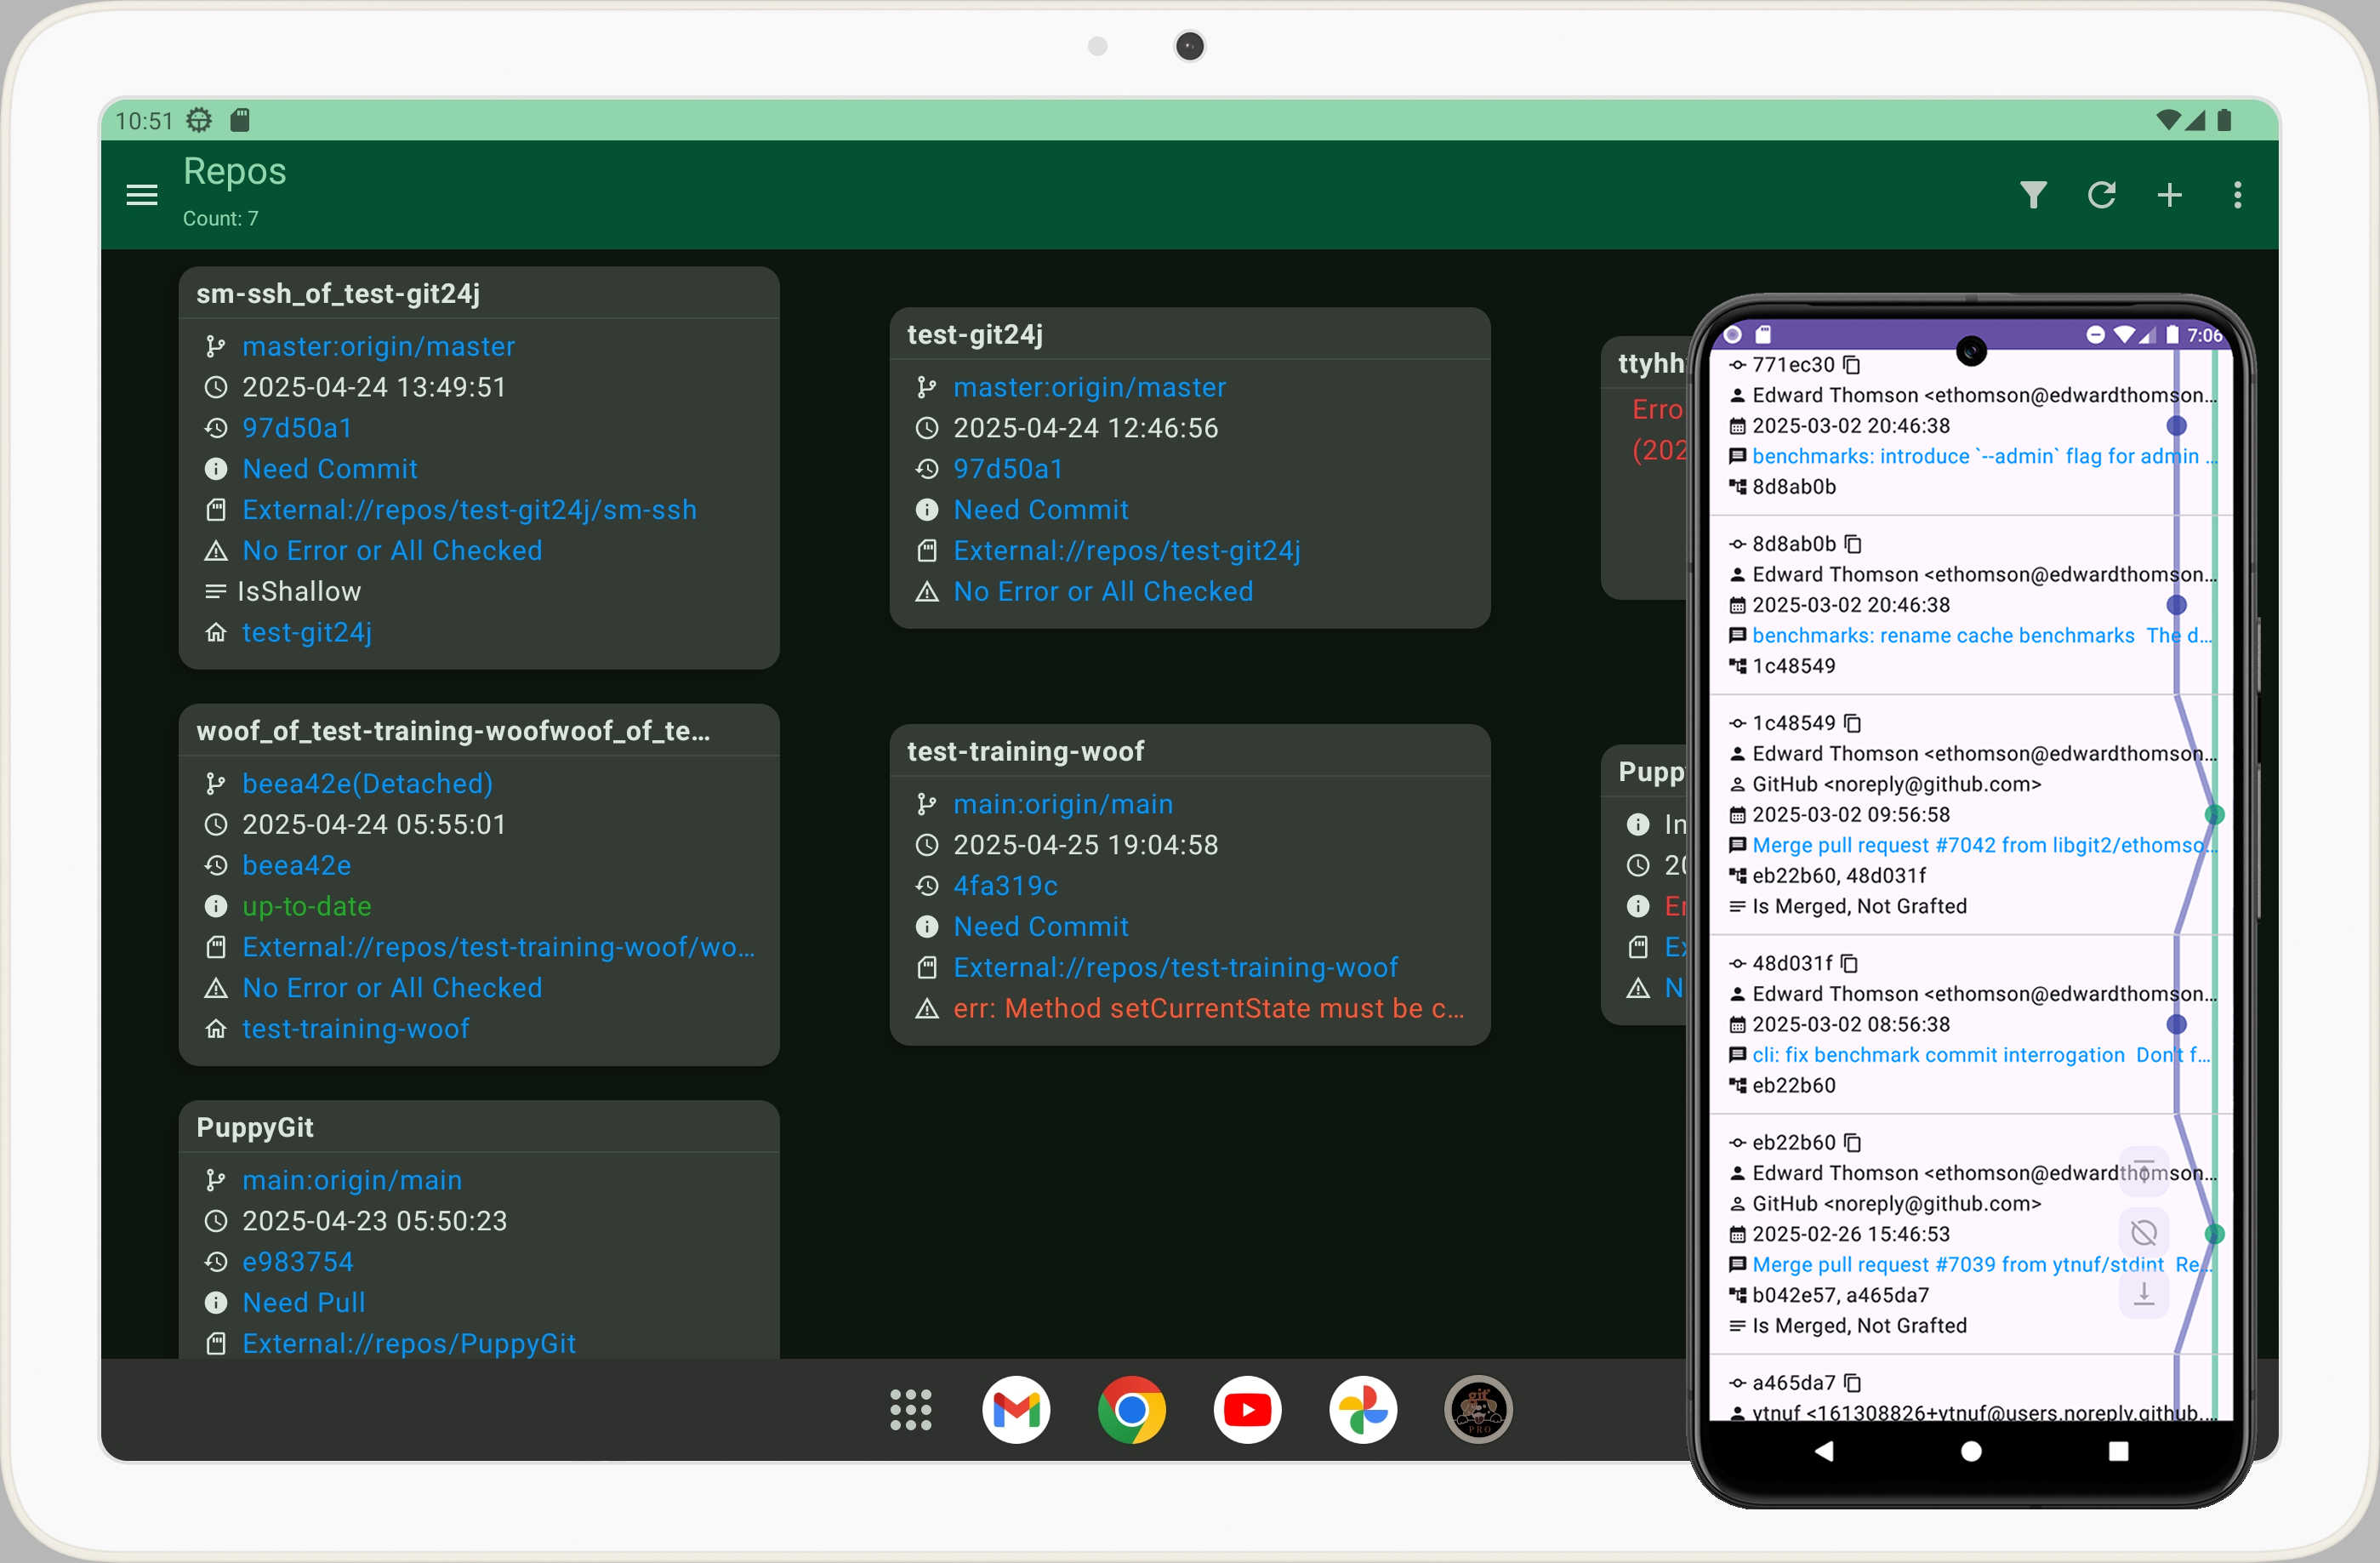 10:51
Repos
Count: 7
sm-ssh_of_test-git24j
master:origin/master
2025-04-24 13:49:51
97d50a1
Need Commit
External://repos/test-git24j/sm-ssh
No Error or All Checked
IsShallow
test-git24j
woof_of_test-training-woofwoof_of_te…
beea42e(Detached)
2025-04-24 05:55:01
beea42e
up-to-date
External://repos/test-training-woof/wo…
No Error or All Checked
test-training-woof
PuppyGit
main:origin/main
2025-04-23 05:50:23
e983754
Need Pull
External://repos/PuppyGit
test-git24j
master:origin/master
2025-04-24 12:46:56
97d50a1
Need Commit
External://repos/test-git24j
No Error or All Checked
test-training-woof
main:origin/main
2025-04-25 19:04:58
4fa319c
Need Commit
External://repos/test-training-woof
err: Method setCurrentState must be c…
ttyhh
Erro
(202
Pupp
In
20
Er
Ex
N
git
PRO
7:06
771ec30
Edward Thomson <ethomson@edwardthomson…
2025-03-02 20:46:38
benchmarks: introduce `--admin` flag for admin …
8d8ab0b
8d8ab0b
Edward Thomson <ethomson@edwardthomson…
2025-03-02 20:46:38
benchmarks: rename cache benchmarks  The d…
1c48549
1c48549
Edward Thomson <ethomson@edwardthomson…
GitHub <noreply@github.com>
2025-03-02 09:56:58
Merge pull request #7042 from libgit2/ethomso…
eb22b60, 48d031f
Is Merged, Not Grafted
48d031f
Edward Thomson <ethomson@edwardthomson…
2025-03-02 08:56:38
cli: fix benchmark commit interrogation  Don't f…
eb22b60
eb22b60
Edward Thomson <ethomson@edwardthomson…
GitHub <noreply@github.com>
2025-02-26 15:46:53
Merge pull request #7039 from ytnuf/stdint  Re…
b042e57, a465da7
Is Merged, Not Grafted
a465da7
ytnuf <161308826+ytnuf@users.noreply.github.…